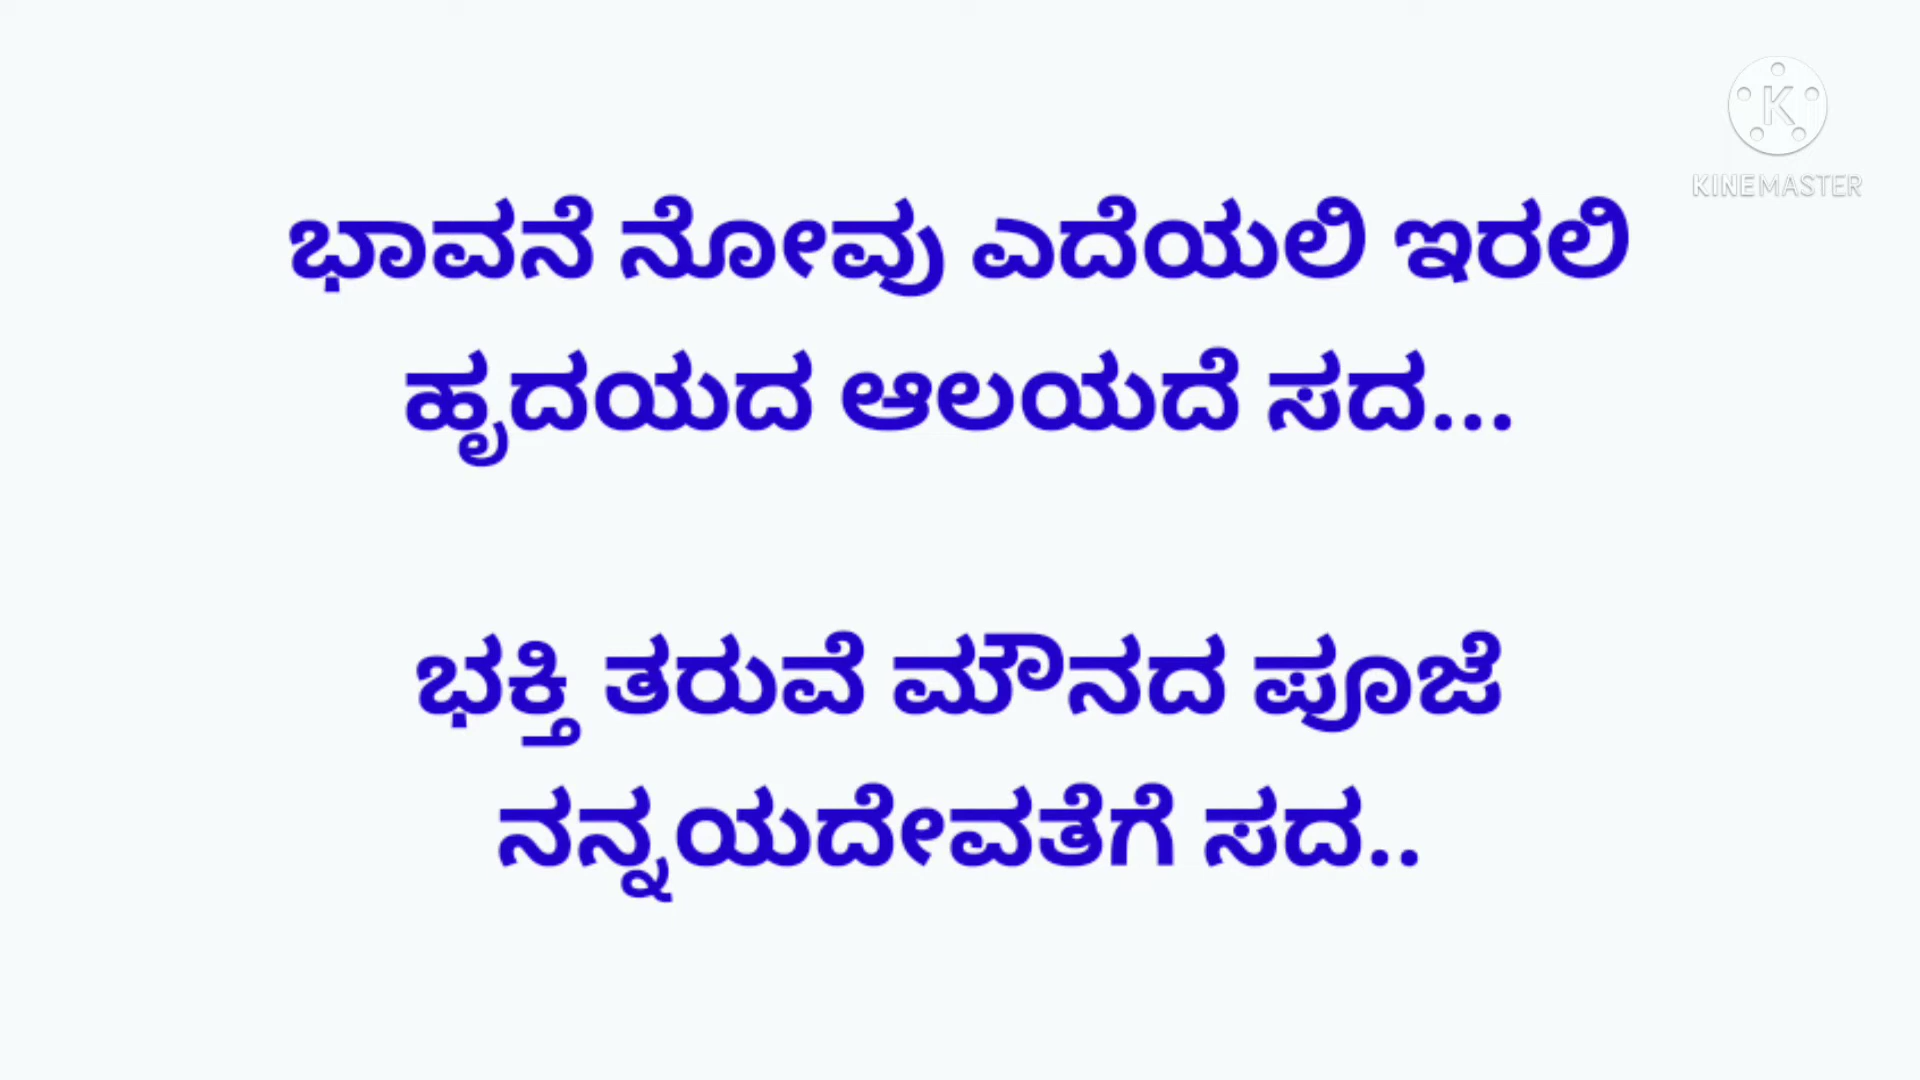 KINEMASTER
ಭಾವನೆ ನೋವು ಎದೆಯಲಿ ಇರಲಿ
ಹೃದಯದ ಆಲಯದೆ ಸದ...
ಭಕ್ತಿ ತರುವೆ ಮೌನದ ಪೂಜೆ
ನನ್ನಯದೇವತೆಗೆ ಸದ..